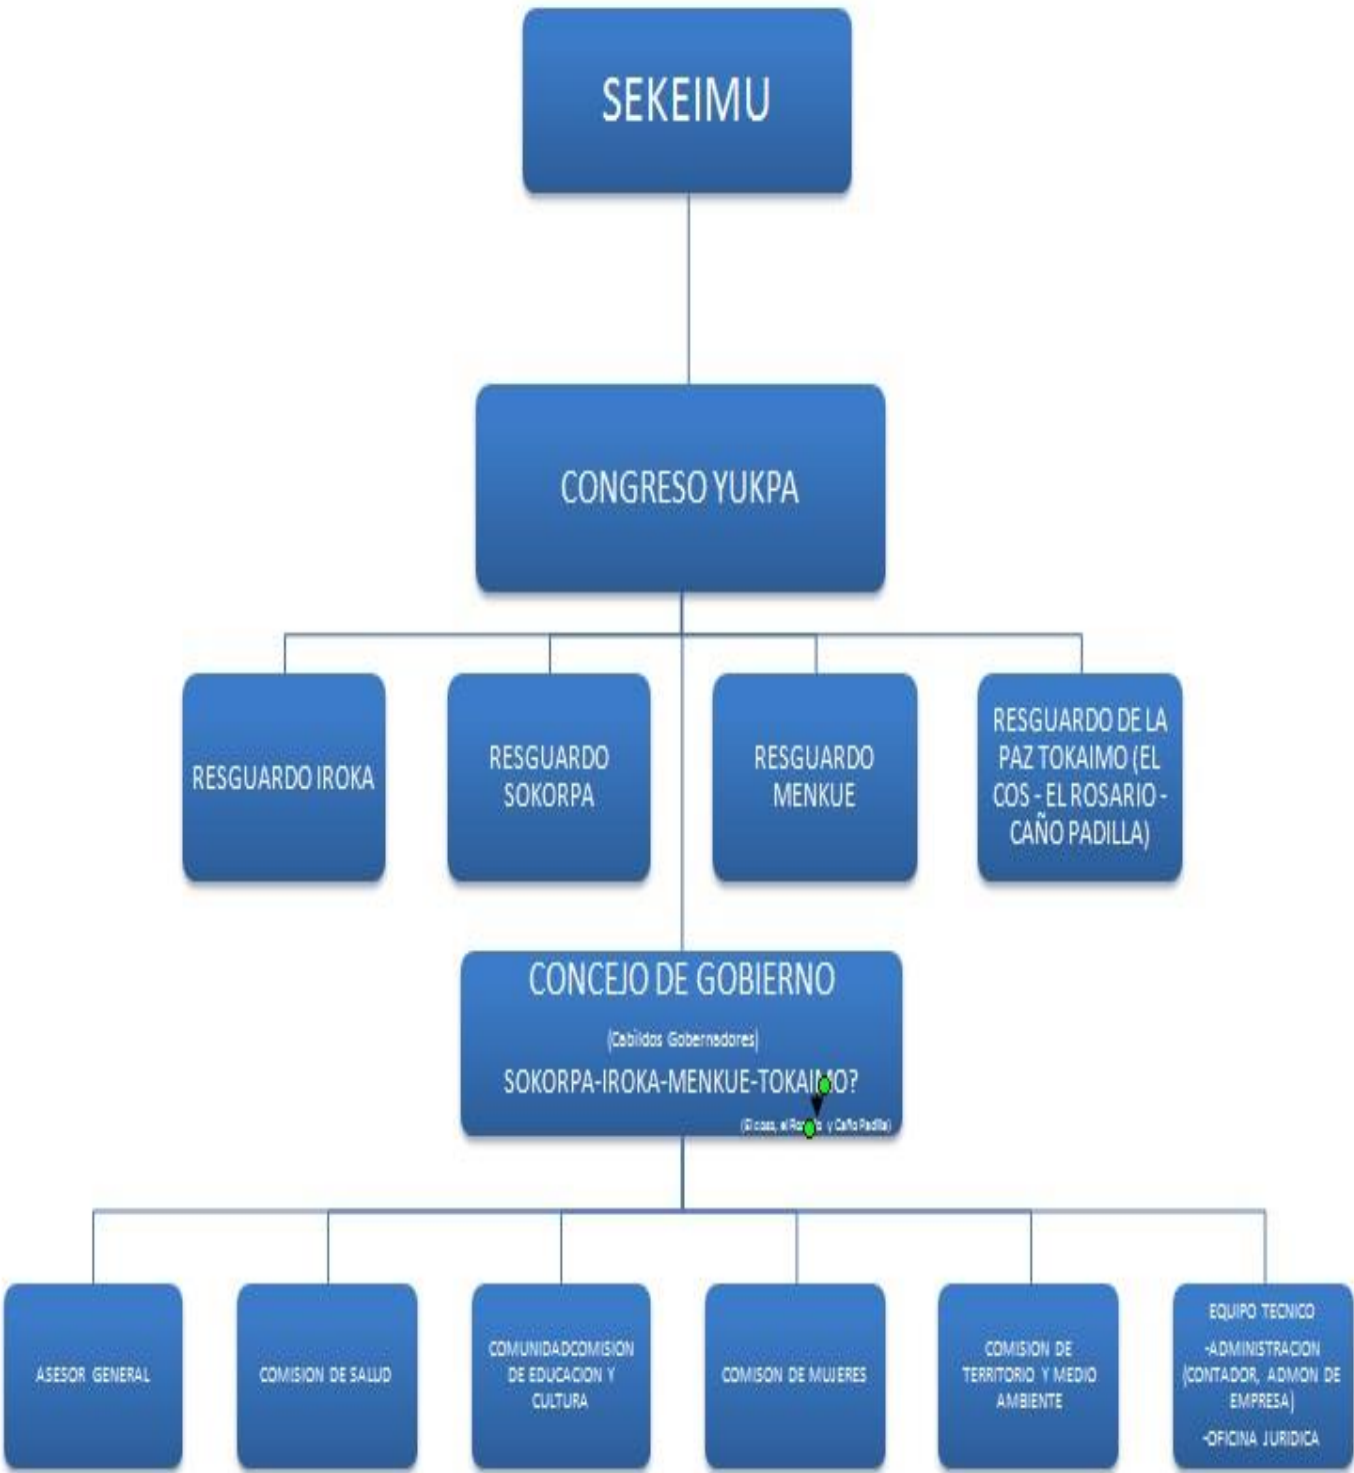 SEKEIMU
CONGRESO YUKPA
RESGUARDO IROKA
RESGUARDO
SOKORPA
RESGUARDO
MENKUE
RESGUARDO DE LA
PAZ TOKAIMO (EL
COS - EL ROSARIO -
CAÑO PADILLA)
CONCEJO DE GOBIERNO
(Cabildos Gobernadores)
SOKORPA-IROKA-MENKUE-TOKAIMO?
y Caño Padilla)
ASESOR GENERAL
COMISION DE SALUD
COMUNIDADCOMISION
DE EDUCACION Y
CULTURA
COMISON DE MUJERES
COMISION DE
TERRITORIO Y MEDIO
AMBIENTE
EQUIPO TECNICO
-ADMINISTRACION
(CONTADOR, ADMON DE
EMPRESA)
-OFICINA JURIDICA